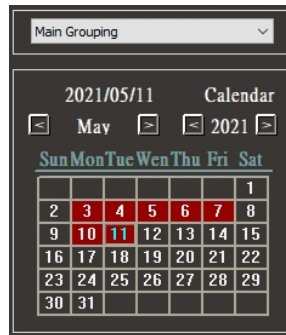 Main Grouping
2021/05/11 Calendar
< May > < 2021 >
Sun Mon Tue Wen Thu Fri Sat
1
2 3 4 5 6 7 8
9 10 11 12 13 14 15
16 17 18 19 20 21 22
23 24 25 26 27 28 29
30 31